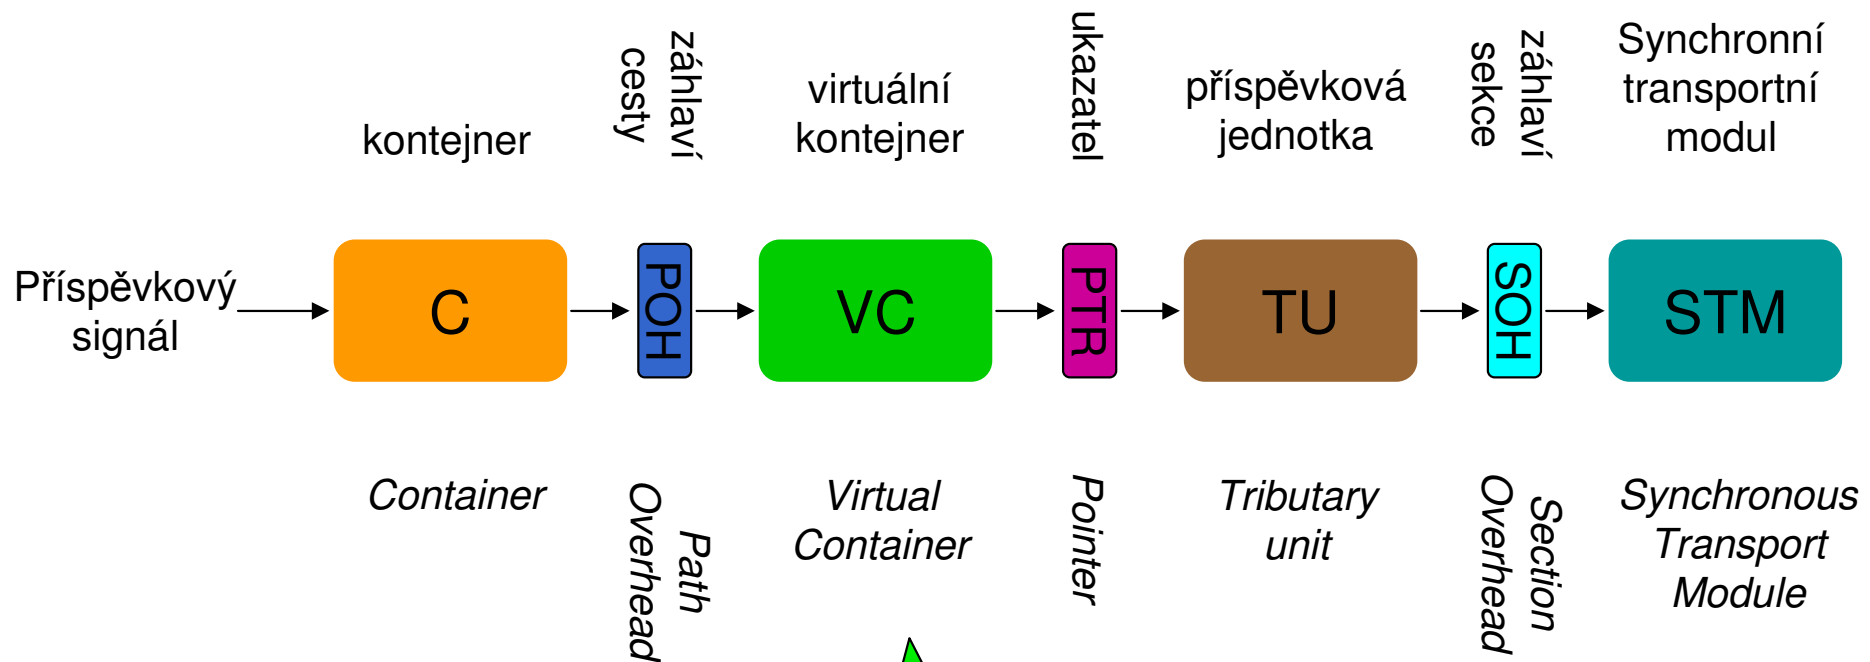 kontejner
záhlaví
cesty
virtuální
kontejner
ukazatel
příspěvková
jednotka
záhlaví
sekce
Synchronní
transportní
modul
Příspěvkový
signál
C
POH
VC
PTR
TU
SOH
STM
Container
Path
Overhead
Virtual
Container
Pointer
Tributary
unit
Section
Overhead
Synchronous
Transport
Module